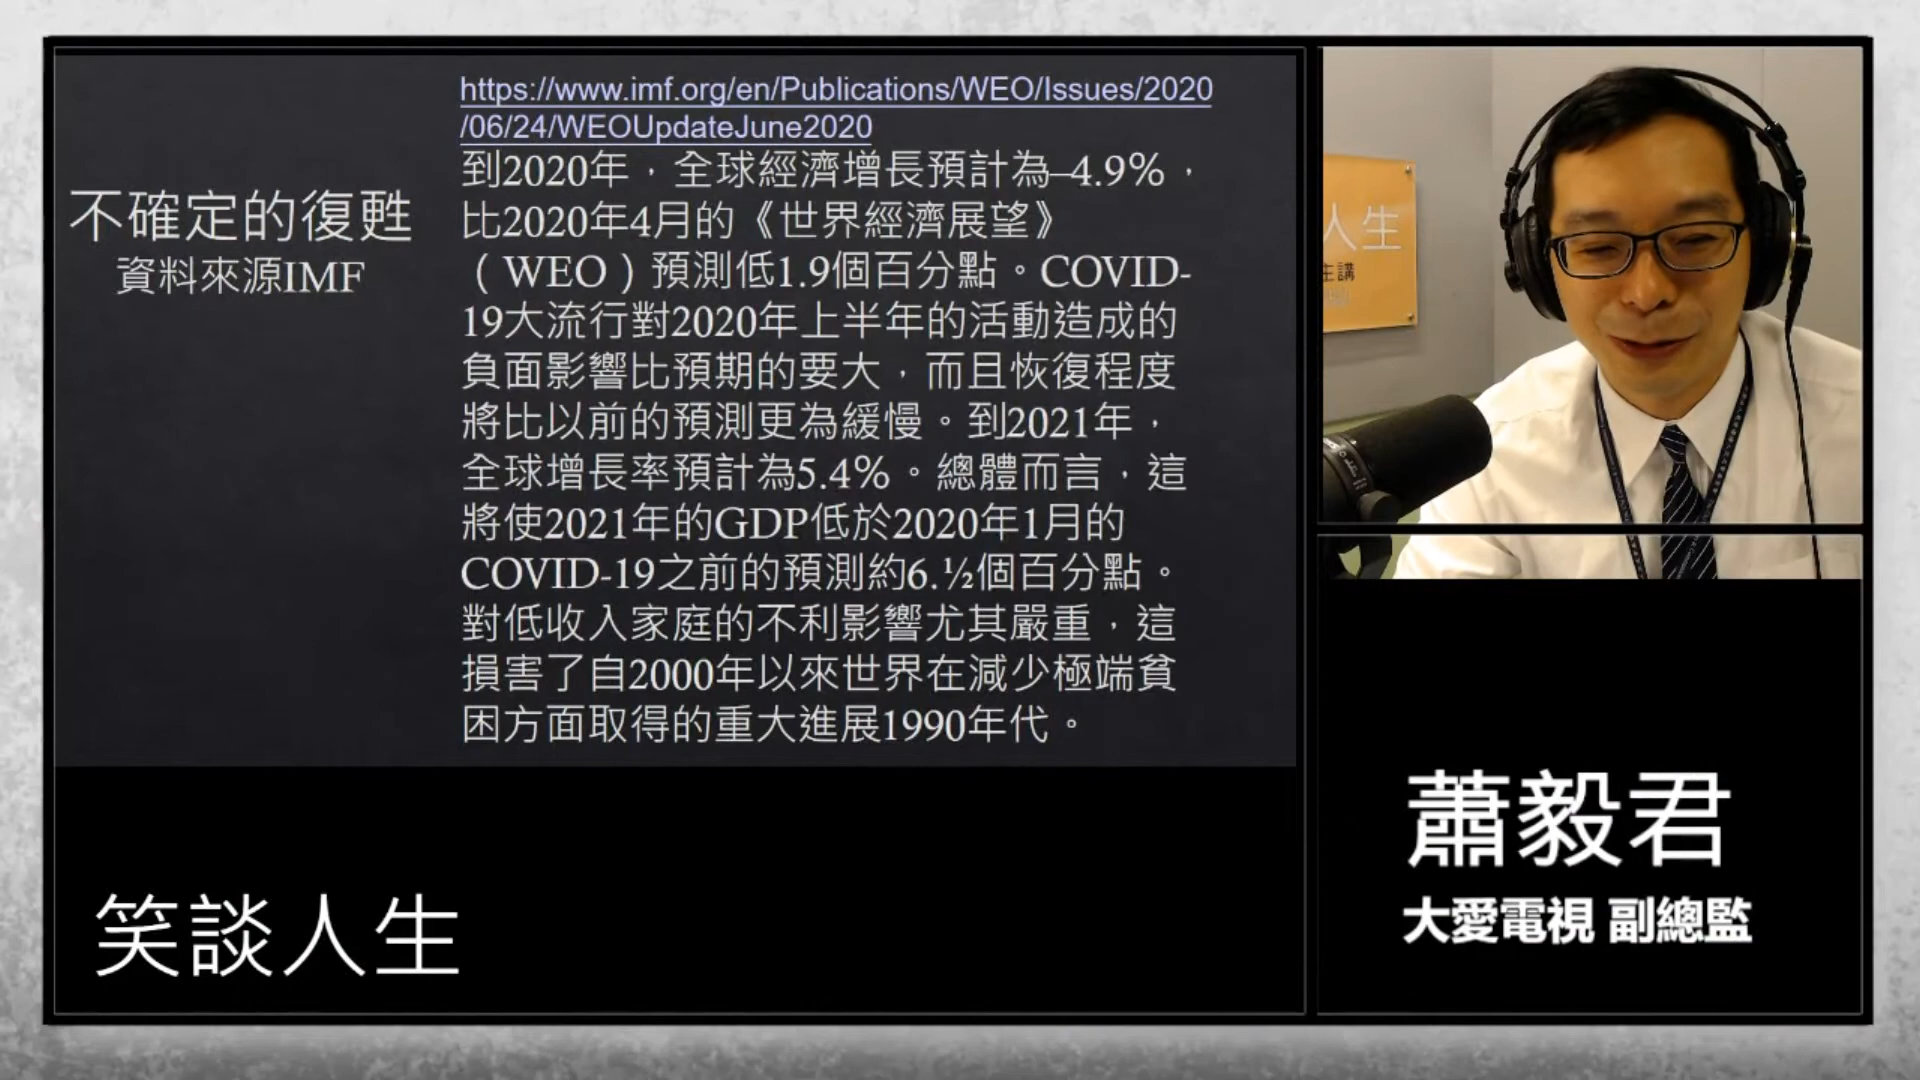 https://www.imf.org/en/Publications/WEO/Issues/2020
/06/24/WEOUpdateJune2020
不確定的復甦
資料來源IMF
到2020年，全球經濟增長預計為–4.9%，
比2020年4月的《世界經濟展望》
（WEO）預測低1.9個百分點。COVID-
19大流行對2020年上半年的活動造成的
負面影響比預期的要大，而且恢復程度
將比以前的預測更為緩慢。到2021年，
全球增長率預計為5.4%。總體而言，這
將使2021年的GDP低於2020年1月的
COVID-19之前的預測約6.½個百分點。
對低收入家庭的不利影響尤其嚴重，這
損害了自2000年以來世界在減少極端貧
困方面取得的重大進展1990年代。
人生
主講
笑談人生
蕭毅君
大愛電視 副總監